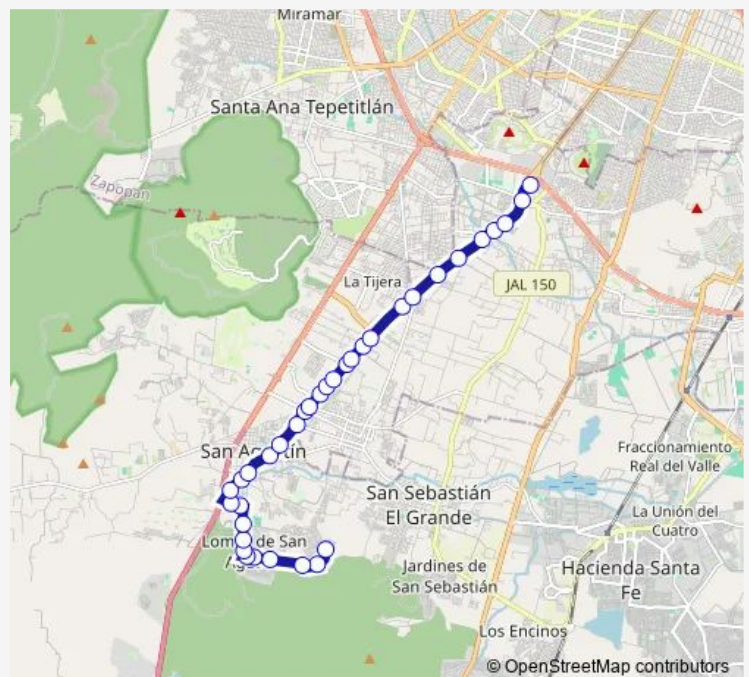 Miramar
Santa Ana Tepetitlán
Zapopan
La Tijera
JAL 150
San Agustín
Fraccionamiento
Real del Valle
San Sebastián
El Grande
La Unión del
Cuatro
Lomas de San
Jardines de
San Sebastián
Hacienda Santa
Fe
Los Encinos
© OpenStreetMap contributors